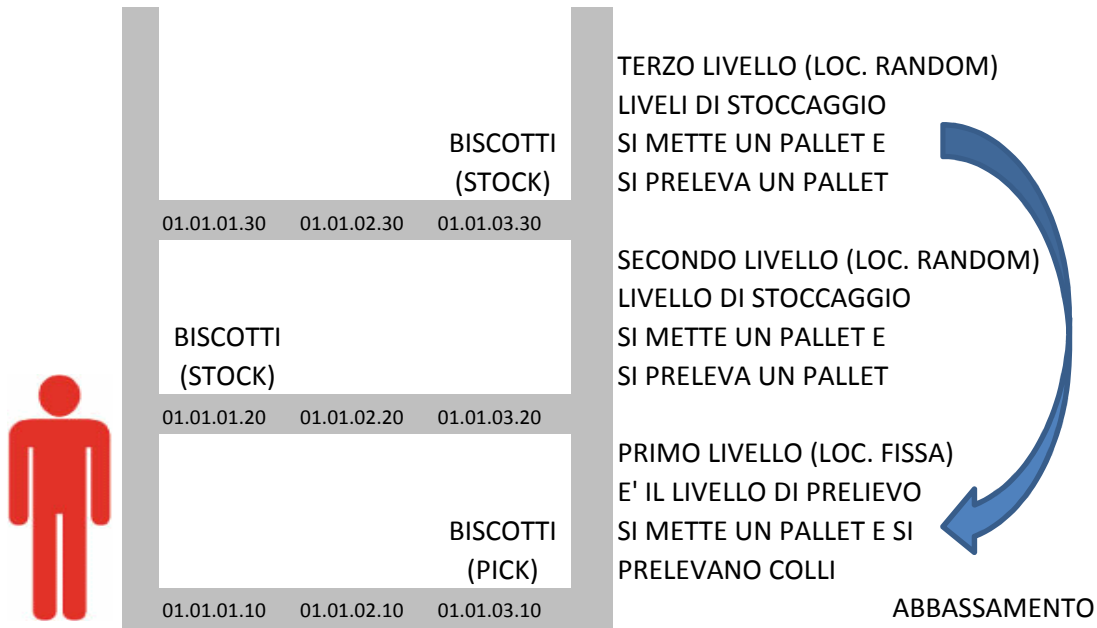 TERZO LIVELLO (LOC. RANDOM)
LIVELI DI STOCCAGGIO
BISCOTTI
SI METTE UN PALLET E
(STOCK)
SI PRELEVA UN PALLET
01.01.01.30 01.01.02.30 01.01.03.30
SECONDO LIVELLO (LOC. RANDOM)
LIVELLO DI STOCCAGGIO
BISCOTTI
SI METTE UN PALLET E
(STOCK)
SI PRELEVA UN PALLET
01.01.01.20 01.01.02.20 01.01.03.20
PRIMO LIVELLO (LOC. FISSA)
E' IL LIVELLO DI PRELIEVO
BISCOTTI
SI METTE UN PALLET E SI
(PICK)
PRELEVANO COLLI
01.01.01.10 01.01.02.10 01.01.03.10
ABBASSAMENTO